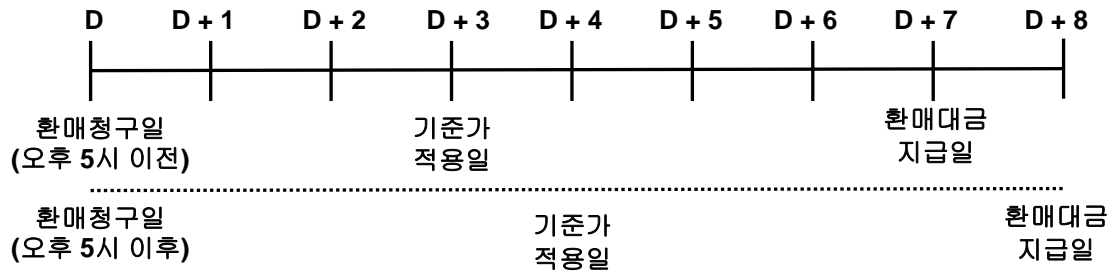 D D + 1 D + 2 D + 3 D + 4 D + 5 D + 6 D + 7 D + 8
환매청구일 기준가 환매대금
(오후 5시 이전) 적용일 지급일
환매청구일 기준가 환매대금
(오후 5시 이후) 적용일 지급일